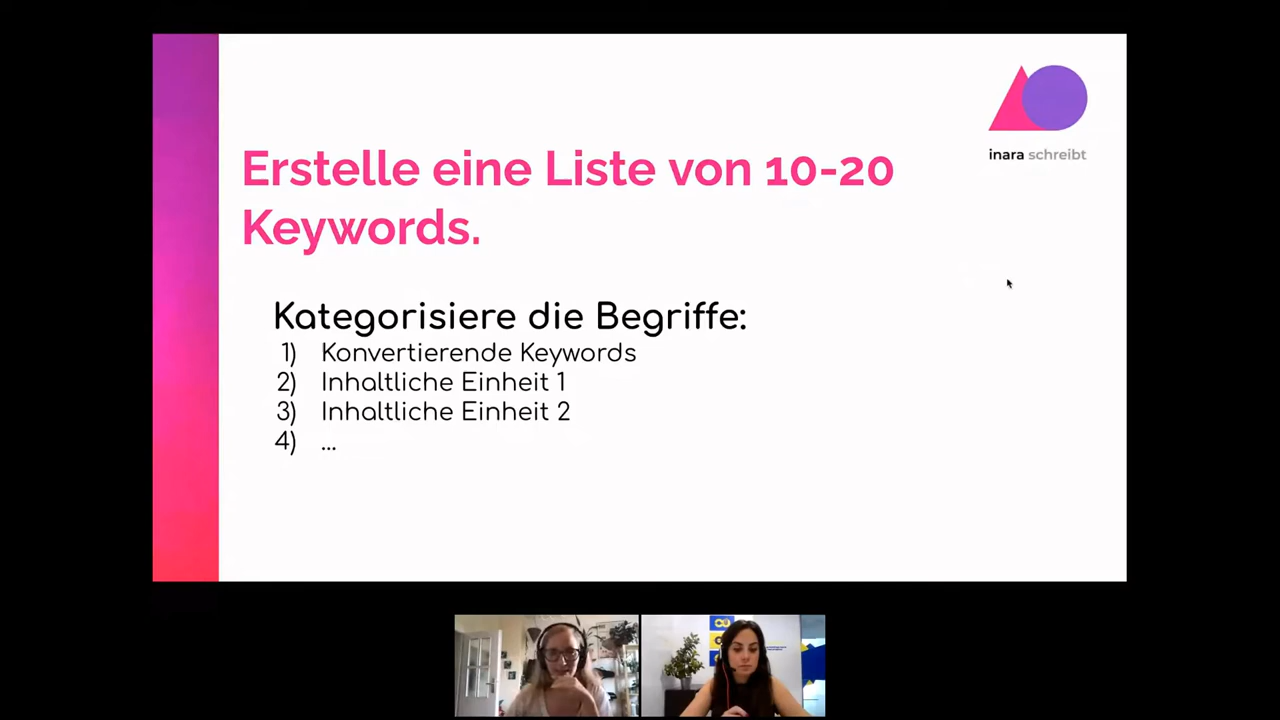 inara schreibt
Erstelle eine Liste von 10-20
Keywords.
Kategorisiere die Begriffe:
1) Konvertierende Keywords
2) Inhaltliche Einheit 1
3) Inhaltliche Einheit 2
4) ...